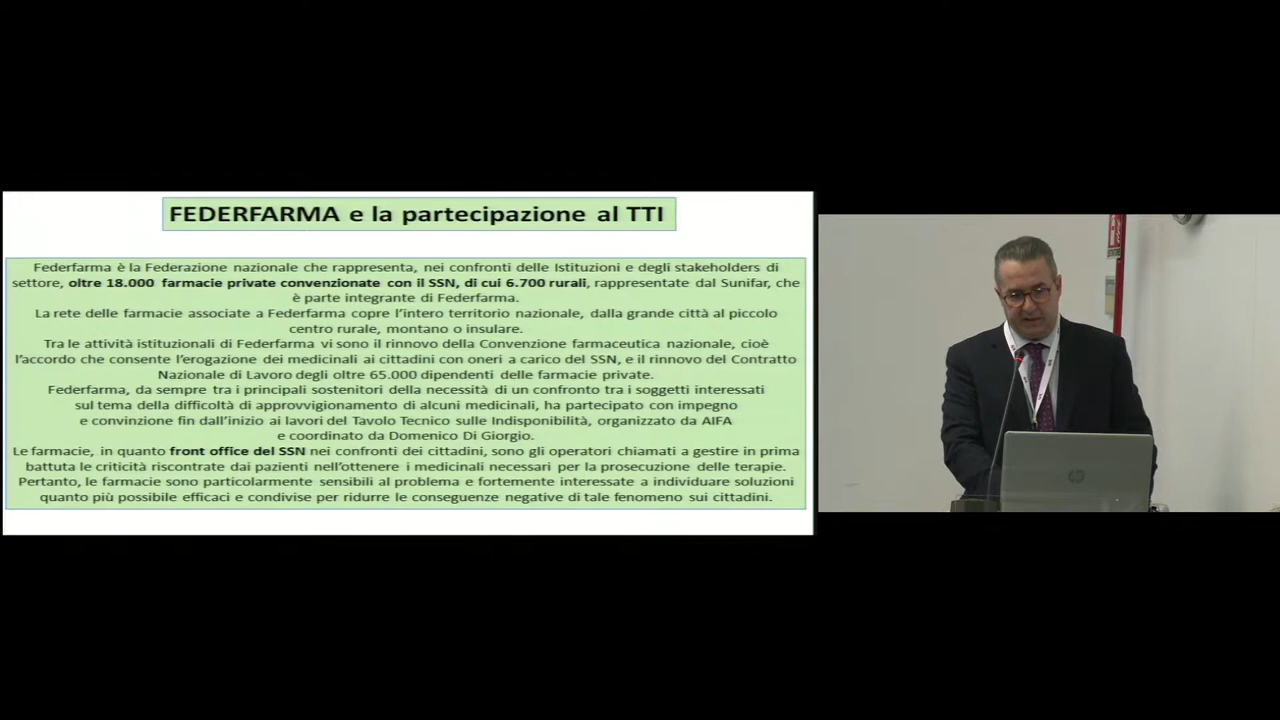 FEDERFARMA e la partecipazione al TTI
Federfarma è la Federazione nazionale che rappresenta, nei confronti delle Istituzioni e degli stakeholders di
settore, oltre 18.000 farmacie private convenzionate con il SSN, di cui 6.700 rurali, rappresentate dal Sunifar, che
è parte integrante di Federfarma.
La rete delle farmacie associate a Federfarma copre l’intero territorio nazionale, dalla grande città al piccolo
centro rurale, montano o insulare.
Tra le attività istituzionali di Federfarma vi sono il rinnovo della Convenzione farmaceutica nazionale, cioè
l’accordo che consente l’erogazione dei medicinali ai cittadini con oneri a carico del SSN, e il rinnovo del Contratto
Nazionale di Lavoro degli oltre 65.000 dipendenti delle farmacie private.
Federfarma, da sempre tra i principali sostenitori della necessità di un confronto tra i soggetti interessati
sul tema della difficoltà di approvvigionamento di alcuni medicinali, ha partecipato con impegno
e convinzione fin dall’inizio ai lavori del Tavolo Tecnico sulle Indisponibilità, organizzato da AIFA
e coordinato da Domenico Di Giorgio.
Le farmacie, in quanto front office del SSN nei confronti dei cittadini, sono gli operatori chiamati a gestire in prima
battuta le criticità riscontrate dai pazienti nell’ottenere i medicinali necessari per la prosecuzione delle terapie.
Pertanto, le farmacie sono particolarmente sensibili al problema e fortemente interessate a individuare soluzioni
quanto più possibile efficaci e condivise per ridurre le conseguenze negative di tale fenomeno sui cittadini.
hp